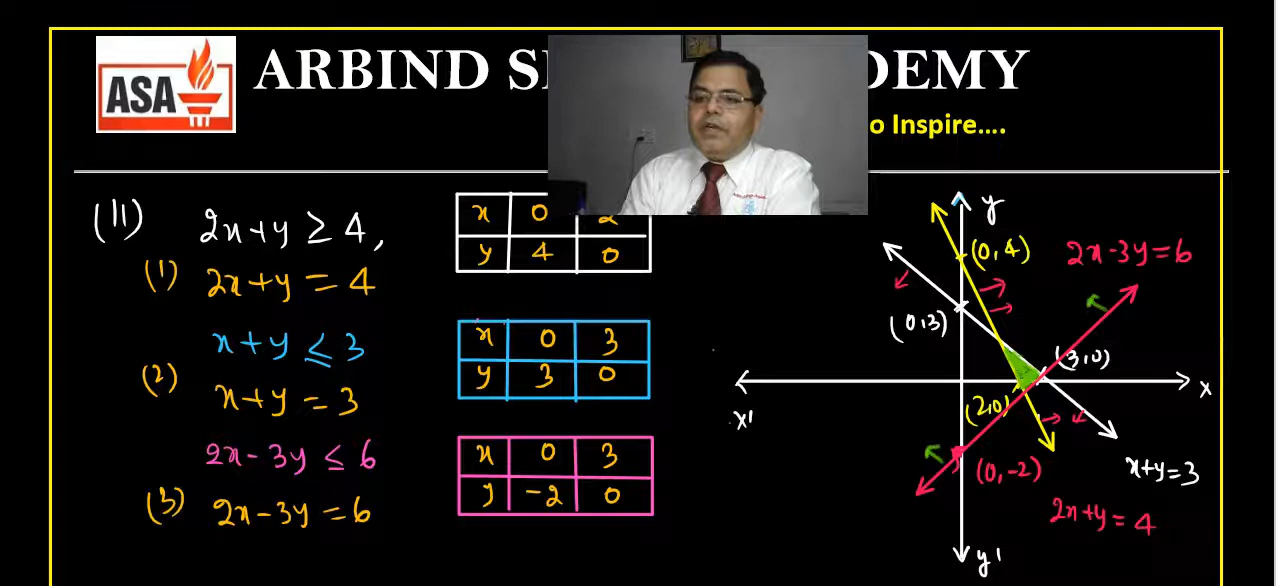 ASA
ARBIND
DEMY
o Inspire....
(II) 2x+y ≥ 4,
(1) 2x+y = 4
x+y ≤ 3
(2) x+y = 3
2x-3y ≤ 6
(3) 2x-3y = 6
x 0 2
y 4 0
x 0 3
y 3 0
x 0 3
y -2 0
y
(0,4)
2x-3y=6
(0,3)
(3,0)
x'
(2,0)
x
(0,-2)
x+y=3
2x+y=4
y'